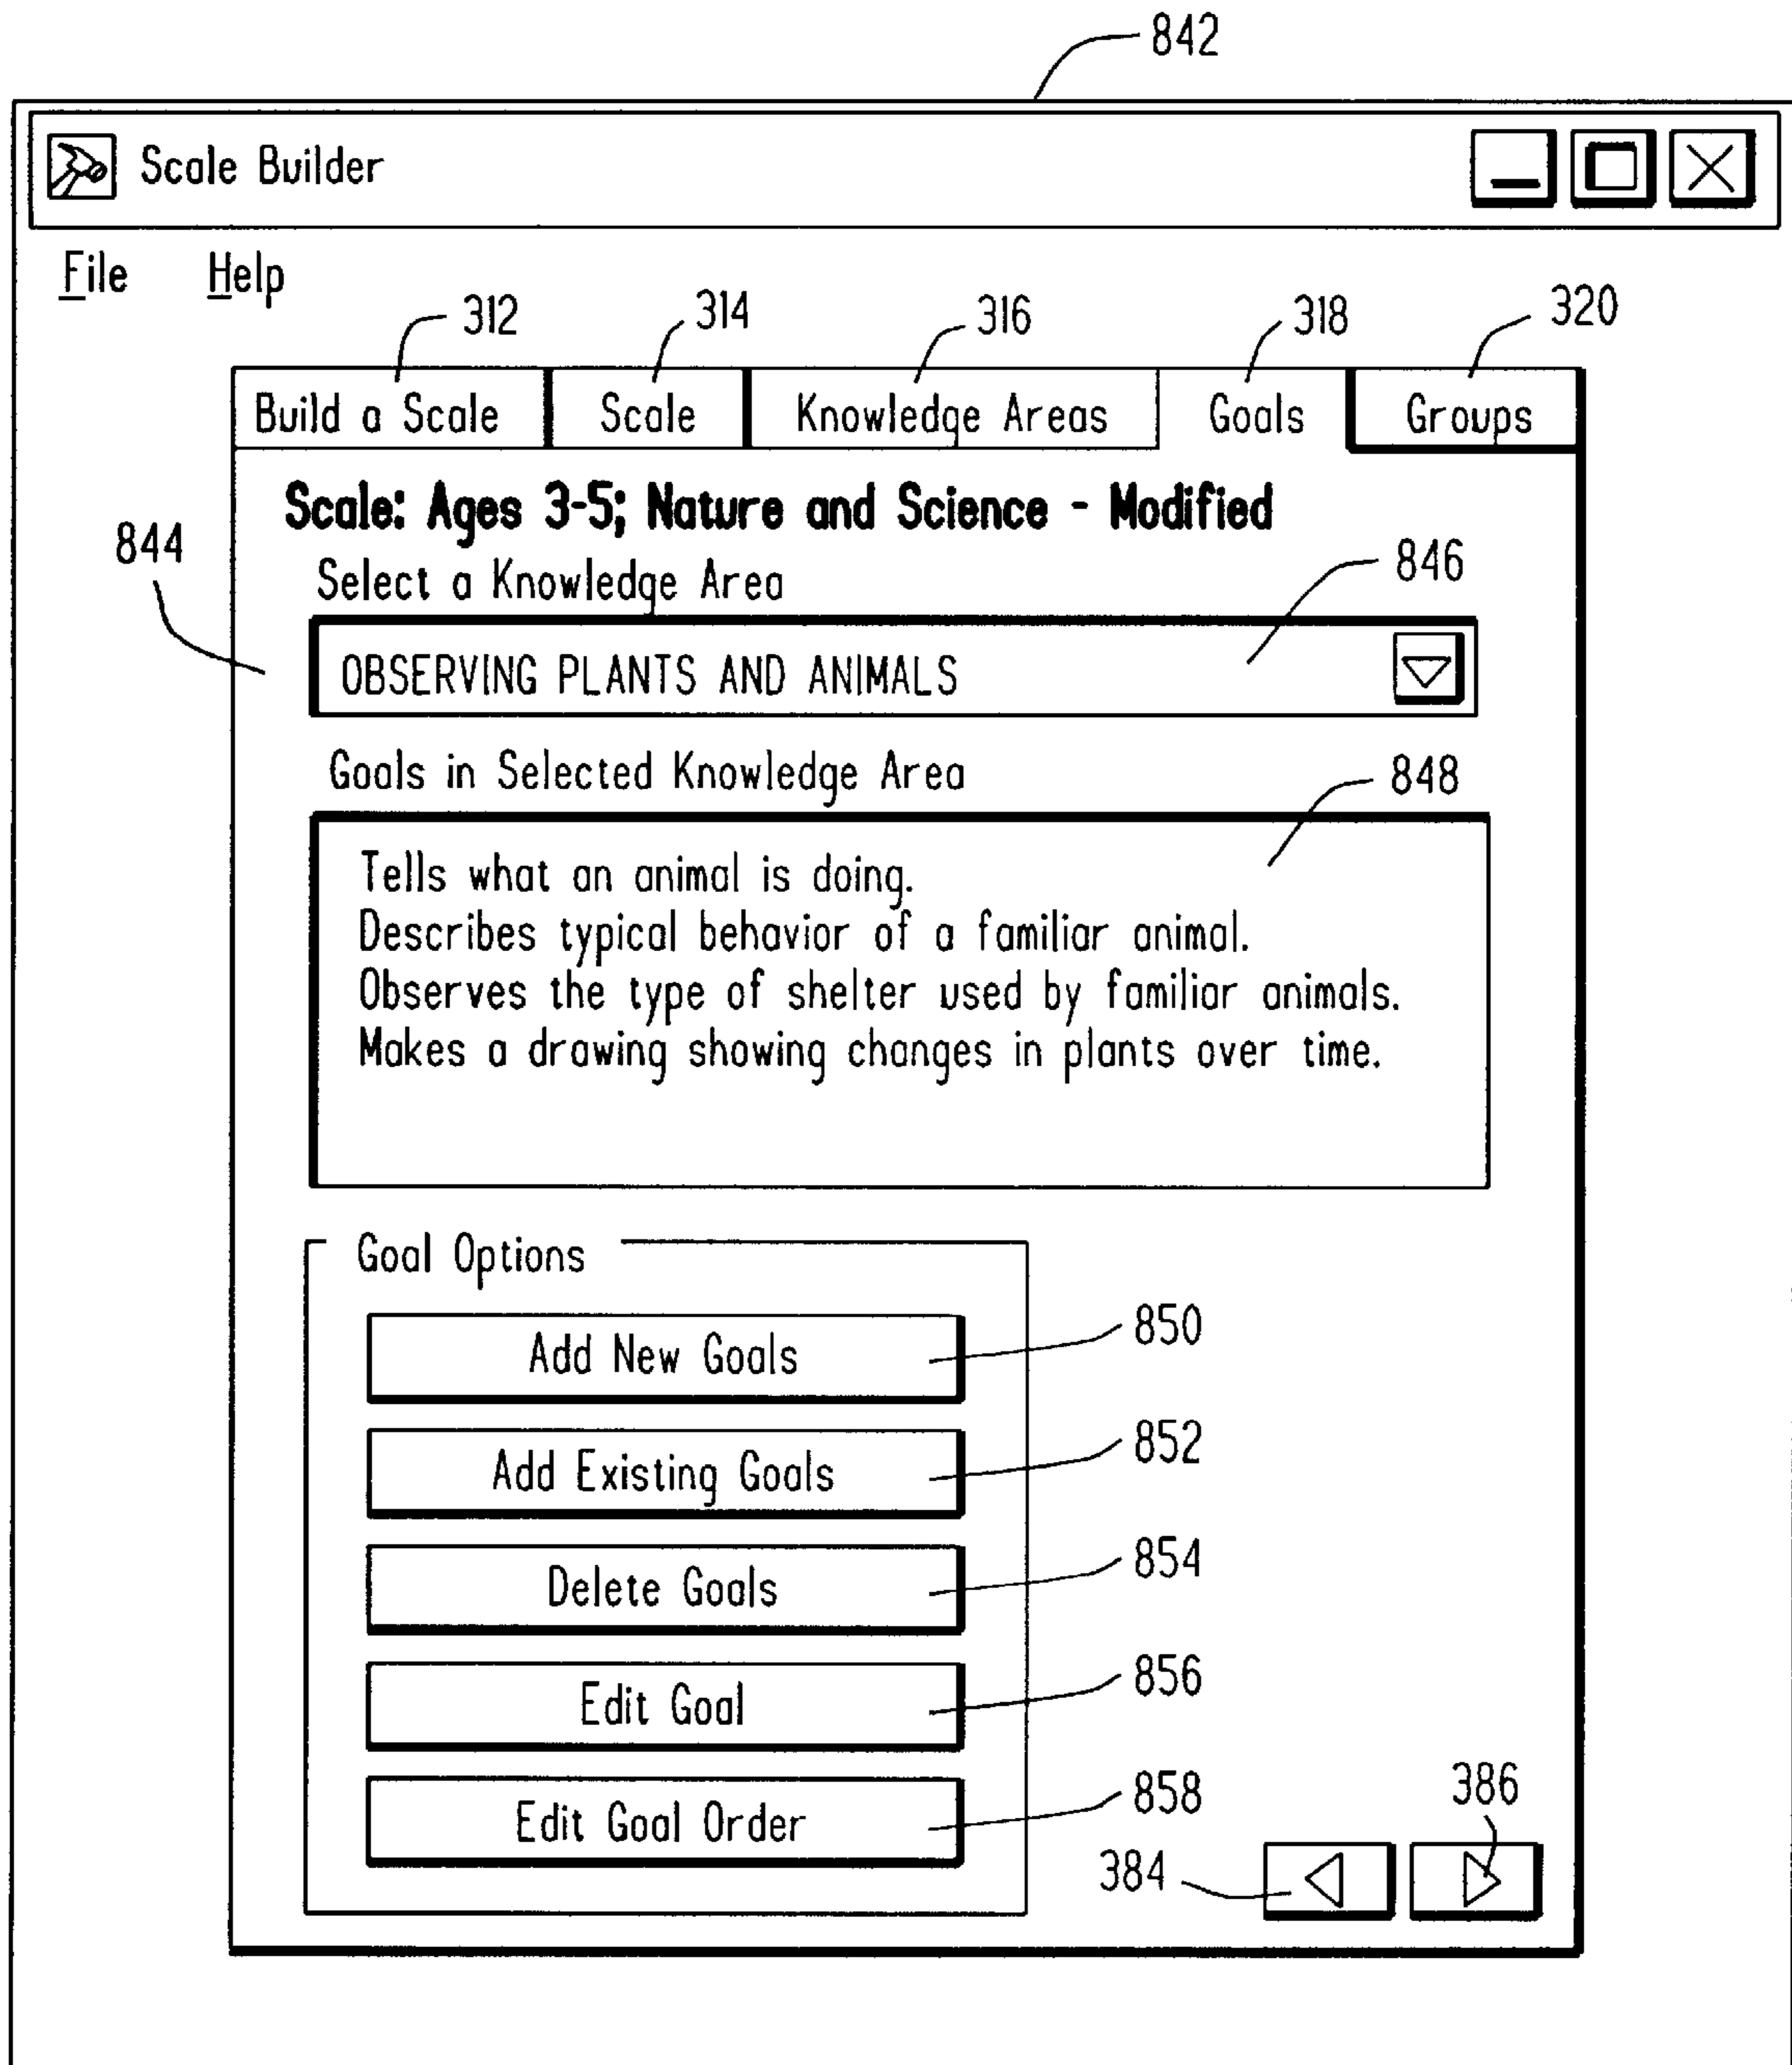 842
Scale Builder
File Help
312 314 316 318 320
Build a Scale Scale Knowledge Areas Goals Groups
Scale: Ages 3-5; Nature and Science - Modified
844
Select a Knowledge Area
846
OBSERVING PLANTS AND ANIMALS
Goals in Selected Knowledge Area
848
Tells what an animal is doing.
Describes typical behavior of a familiar animal.
Observes the type of shelter used by familiar animals.
Makes a drawing showing changes in plants over time.
Goal Options
Add New Goals
850
Add Existing Goals
852
Delete Goals
854
Edit Goal
856
Edit Goal Order
858
384
386